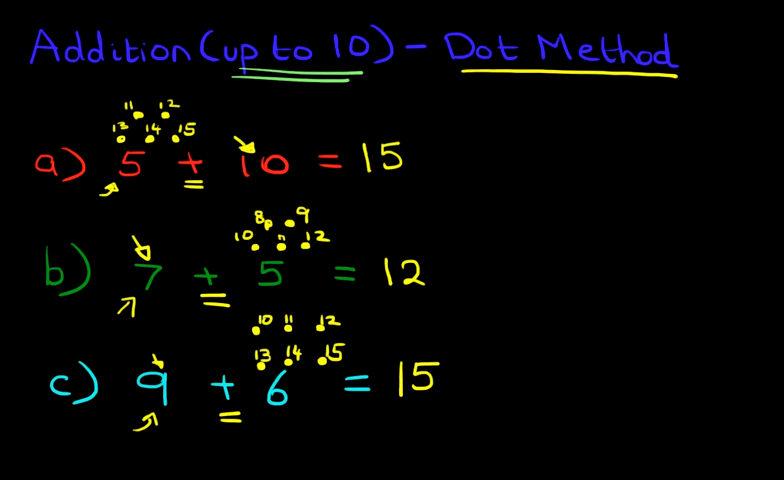 Addition (up to 10) - Dot Method
11 12
13 14 15
a) 5 + 10 = 15
8 9
10 11 12
b) 7 + 5 = 12
10 11 12
13 14 15
c) 9 + 6 = 15